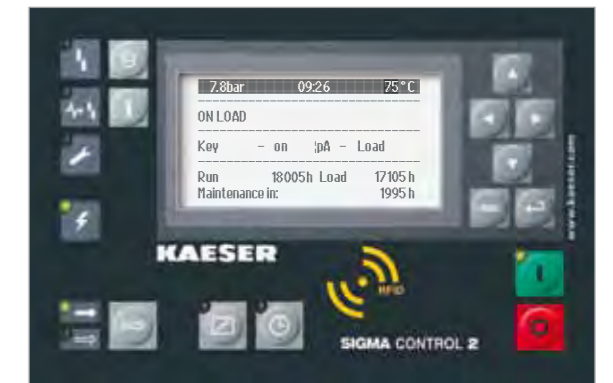 7.8bar 09:26 75°C
ON LOAD
Key - on ¦pA - Load
Run 18005h Load 17105h
Maintenance in: 1995h
KAESER
RFID
SIGMA CONTROL 2
www.kaeser.com